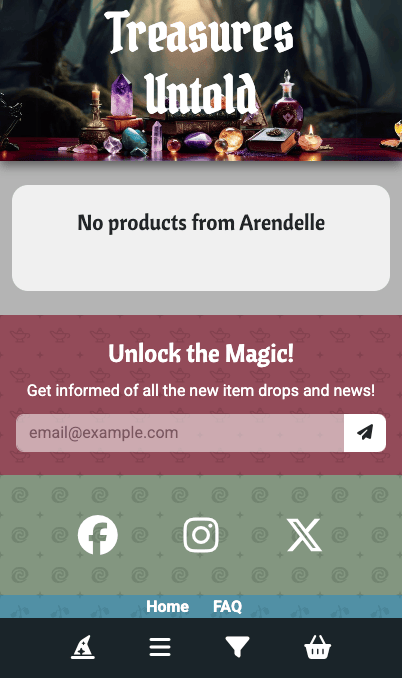 Treasures
Untold
No products from Arendelle
Unlock the Magic!
Get informed of all the new item drops and news!
email@example.com
Home FAQ